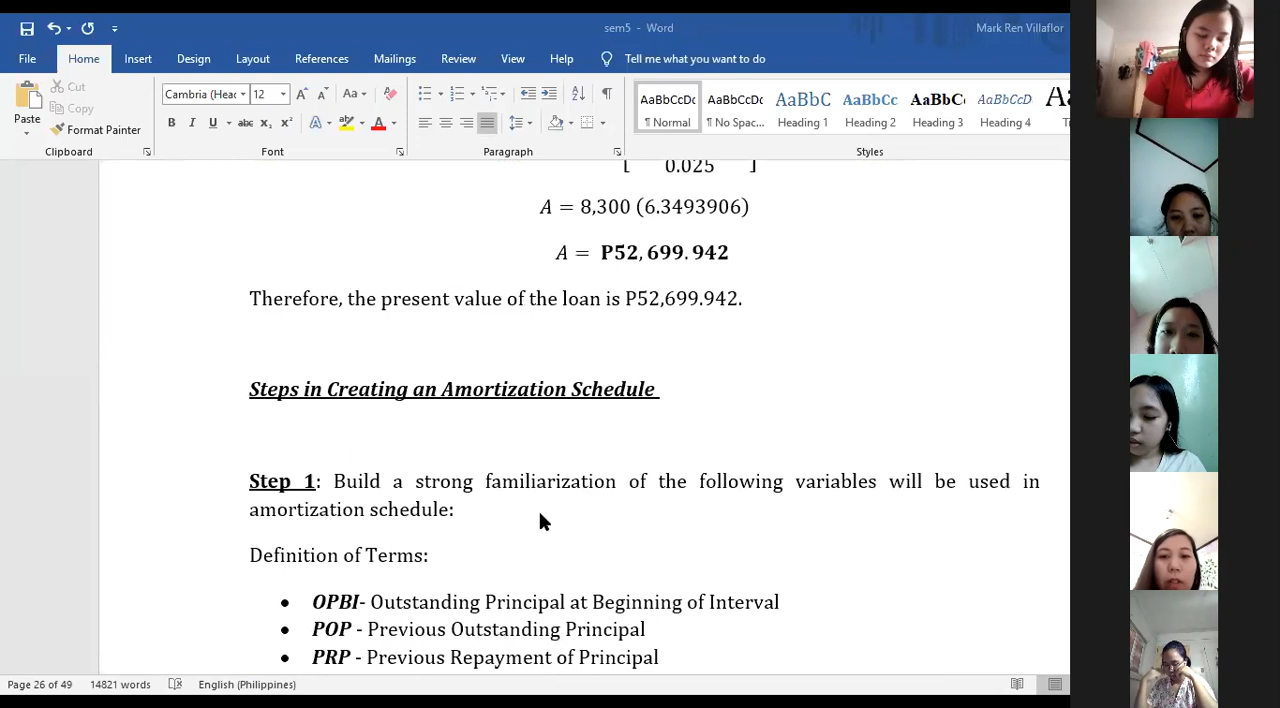 sem5 - Word
Mark Ren Villaflor
File Home Insert Design Layout References Mailings Review View Help Tell me what you want to do
Paste
Cut
Copy
Format Painter
Clipboard
Cambria (Heac 12
Font
Paragraph
AaBbCcDc AaBbCcDc AaBbC AaBbCc AaBbCc AaBbCcD
¶ Normal ¶ No Spac... Heading 1 Heading 2 Heading 3 Heading 4
Styles
[ 0.025 ]
A = 8,300 (6.3493906)
A = P52,699.942
Therefore, the present value of the loan is P52,699.942.
Steps in Creating an Amortization Schedule
Step 1: Build a strong familiarization of the following variables will be used in
amortization schedule:
Definition of Terms:
• OPBI- Outstanding Principal at Beginning of Interval
• POP - Previous Outstanding Principal
• PRP - Previous Repayment of Principal
Page 26 of 49 14821 words English (Philippines)